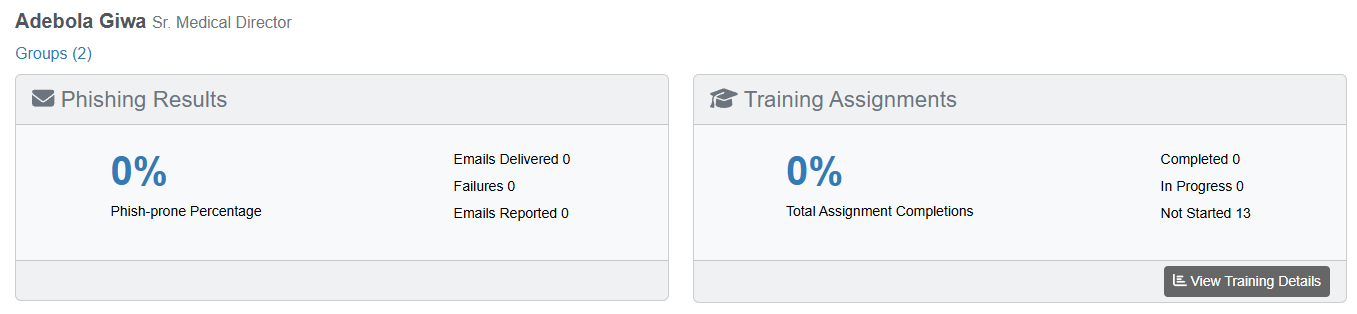 Adebola Giwa Sr. Medical Director
Groups (2)
Phishing Results
0%
Phish-prone Percentage
Emails Delivered 0
Failures 0
Emails Reported 0
Training Assignments
0%
Total Assignment Completions
Completed 0
In Progress 0
Not Started 13
View Training Details